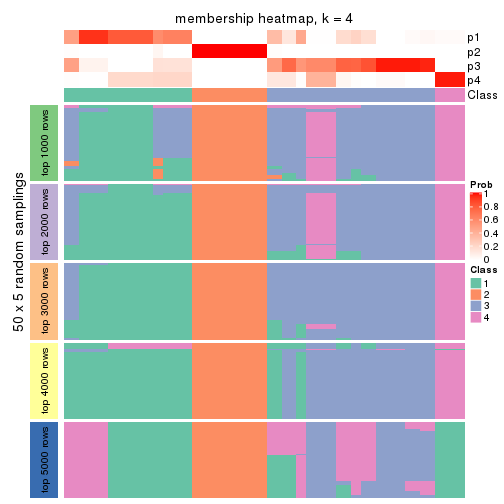 membership heatmap, k = 4
p1
p2
p3
p4
Class
50 x 5 random samplings
top 1000 rows
top 2000 rows
top 3000 rows
top 4000 rows
top 5000 rows
Prob
1
0.8
0.6
0.4
0.2
0
Class
1
2
3
4